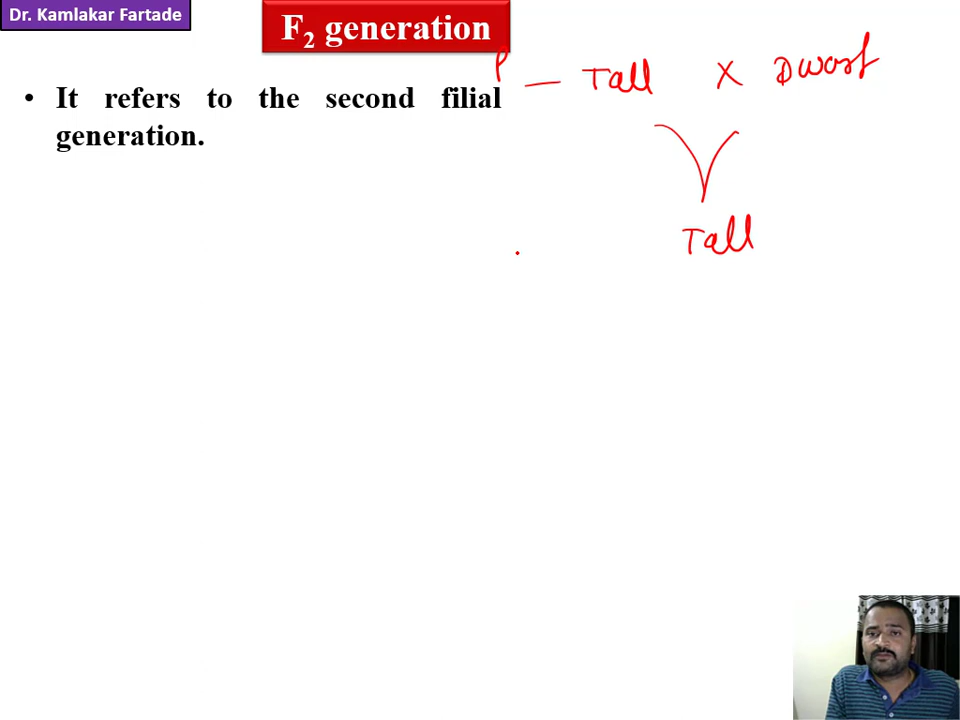 Dr. Kamlakar Fartade
F2 generation
P — Tall X Dwarf
• It refers to the second filial
generation.
Tall